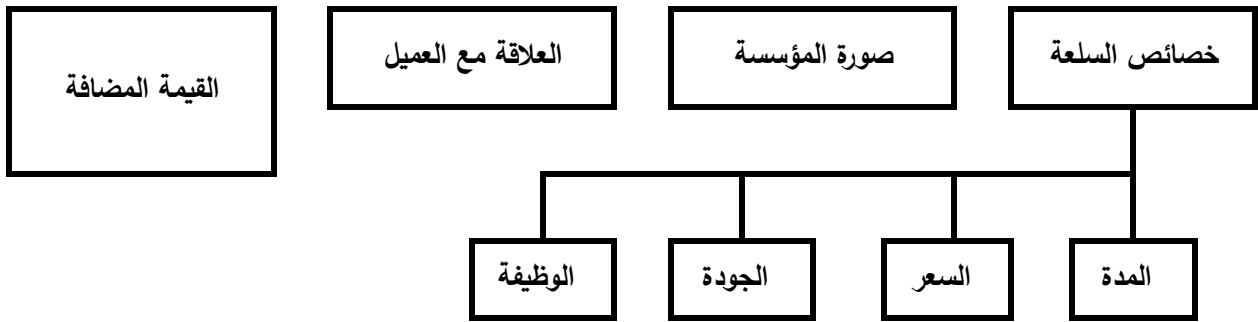 خصائص السلعة
صورة المؤسسة
العلاقة مع العميل
القيمة المضافة
المدة
السعر
الجودة
الوظيفة